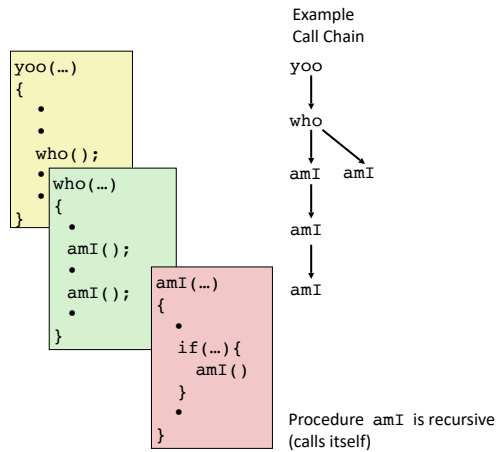 yoo(…)
{
•
•
who();
•
•
}
who(…)
{
•
amI();
•
amI();
•
}
amI(…)
{
•
if(…){
amI()
}
•
}
Example
Call Chain
yoo
who
amI amI
amI
amI
Procedure amI is recursive
(calls itself)